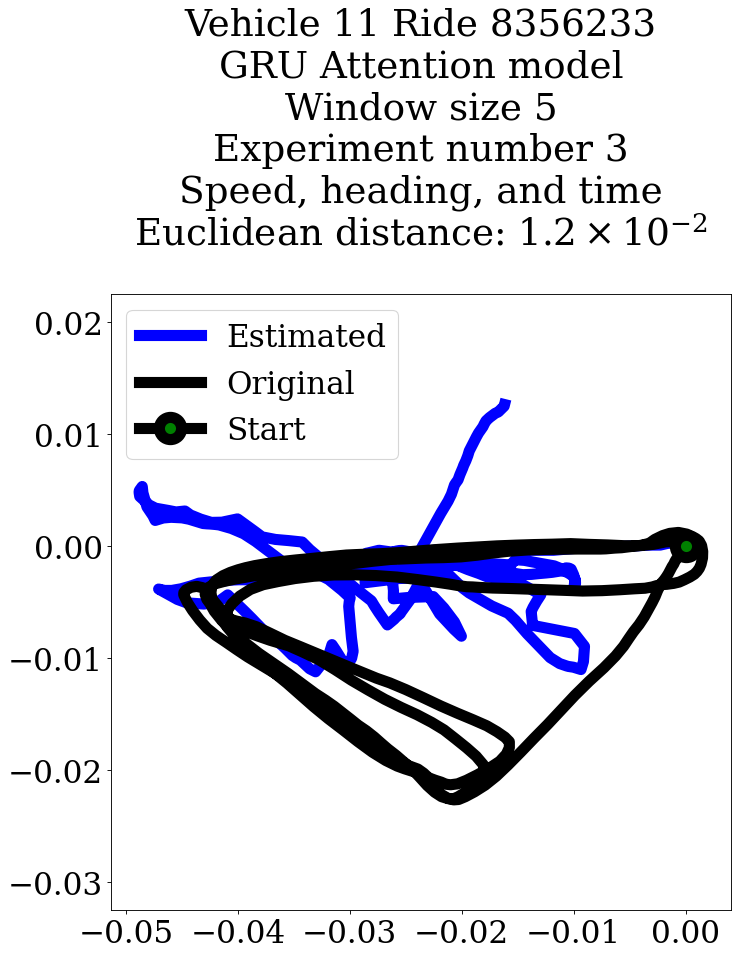 Vehicle 11 Ride 8356233
GRU Attention model
Window size 5
Experiment number 3
Speed, heading, and time
Euclidean distance: 1.2 × 10⁻²
Estimated
Original
Start
0.02
0.01
0.00
−0.01
−0.02
−0.03
−0.05 −0.04 −0.03 −0.02 −0.01 0.00